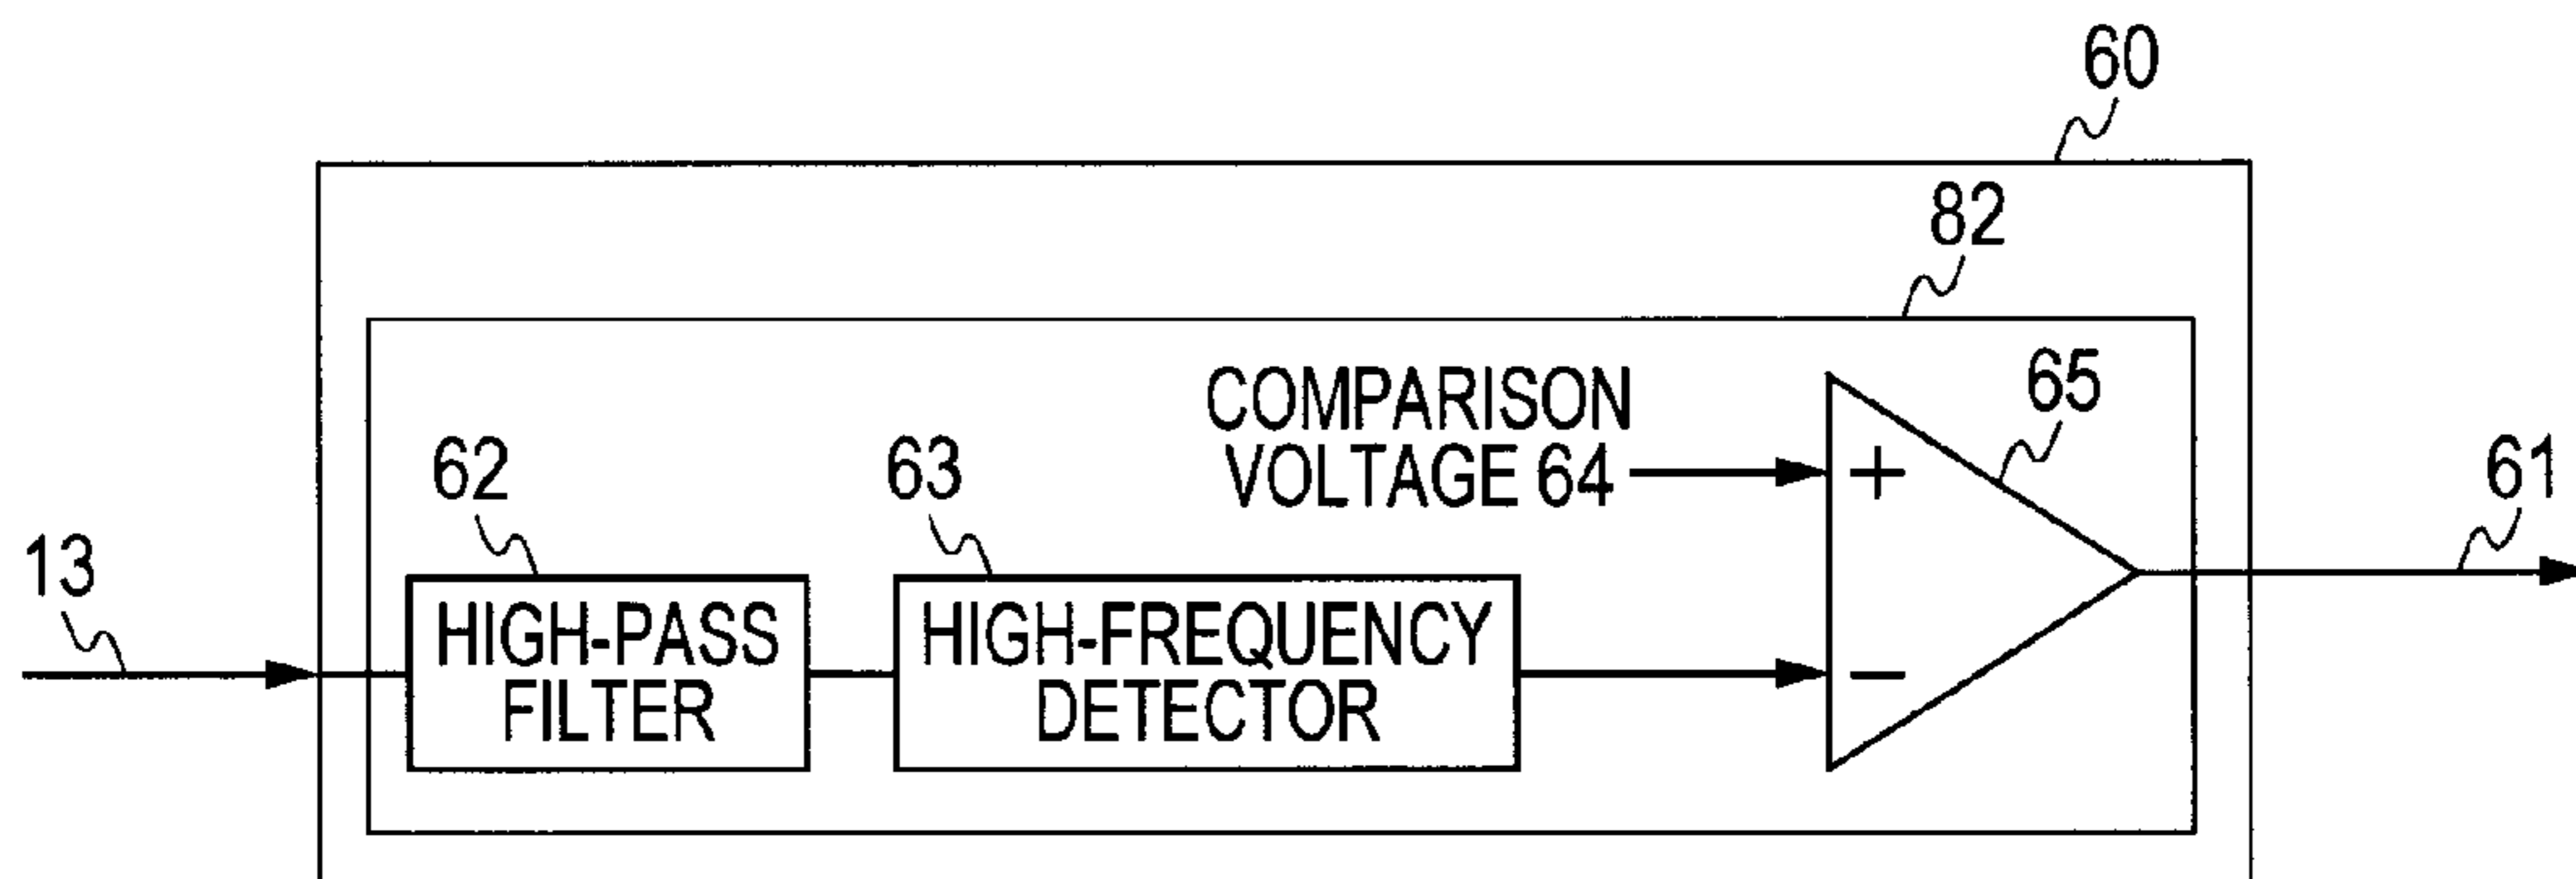 60
82
COMPARISON
VOLTAGE 64
65
+
62
63
61
13
HIGH-PASS
FILTER
HIGH-FREQUENCY
DETECTOR
−